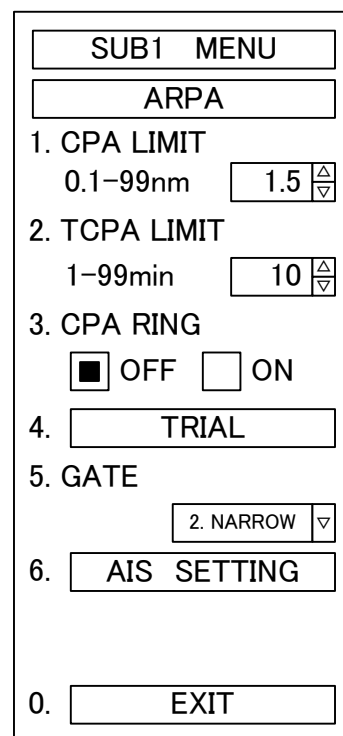 SUB1 MENU
ARPA
1. CPA LIMIT
0.1-99nm 1.5
2. TCPA LIMIT
1-99min 10
3. CPA RING
OFF ON
4. TRIAL
5. GATE
2. NARROW
6. AIS SETTING
0. EXIT